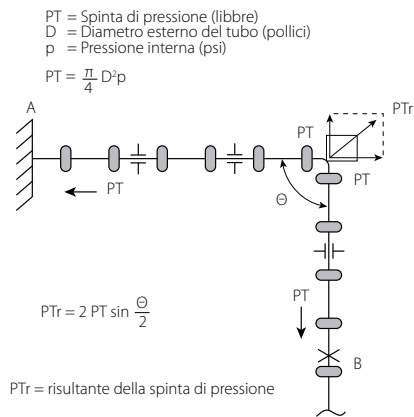 PT = Spinta di pressione (libbre)
D = Diametro esterno del tubo (pollici)
p = Pressione interna (psi)
PT = π/4 D²p
A
PTr
PT
PT
PT
Θ
PT
PTr = 2 PT sin Θ/2
B
PTr = risultante della spinta di pressione